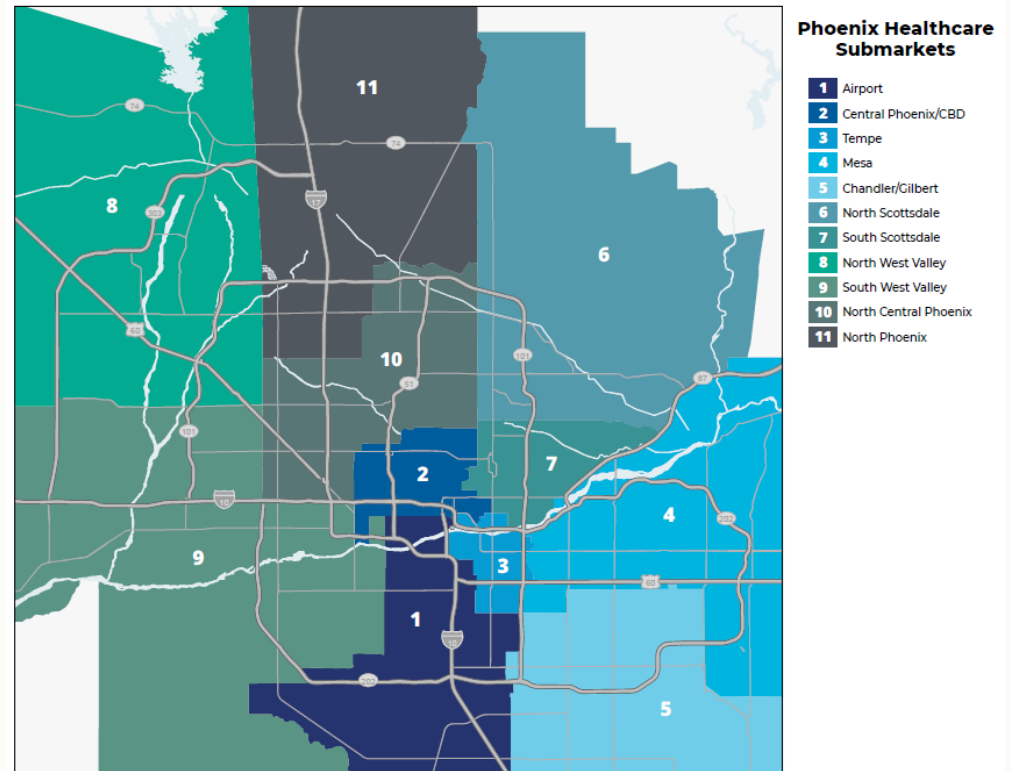 Phoenix Healthcare
Submarkets
1 Airport
2 Central Phoenix/CBD
3 Tempe
4 Mesa
5 Chandler/Gilbert
6 North Scottsdale
7 South Scottsdale
8 North West Valley
9 South West Valley
10 North Central Phoenix
11 North Phoenix
11
74
74
8
17
303
6
60
10
101
51
87
101
2
7
10
4
202
9
3
60
1
10
202
5